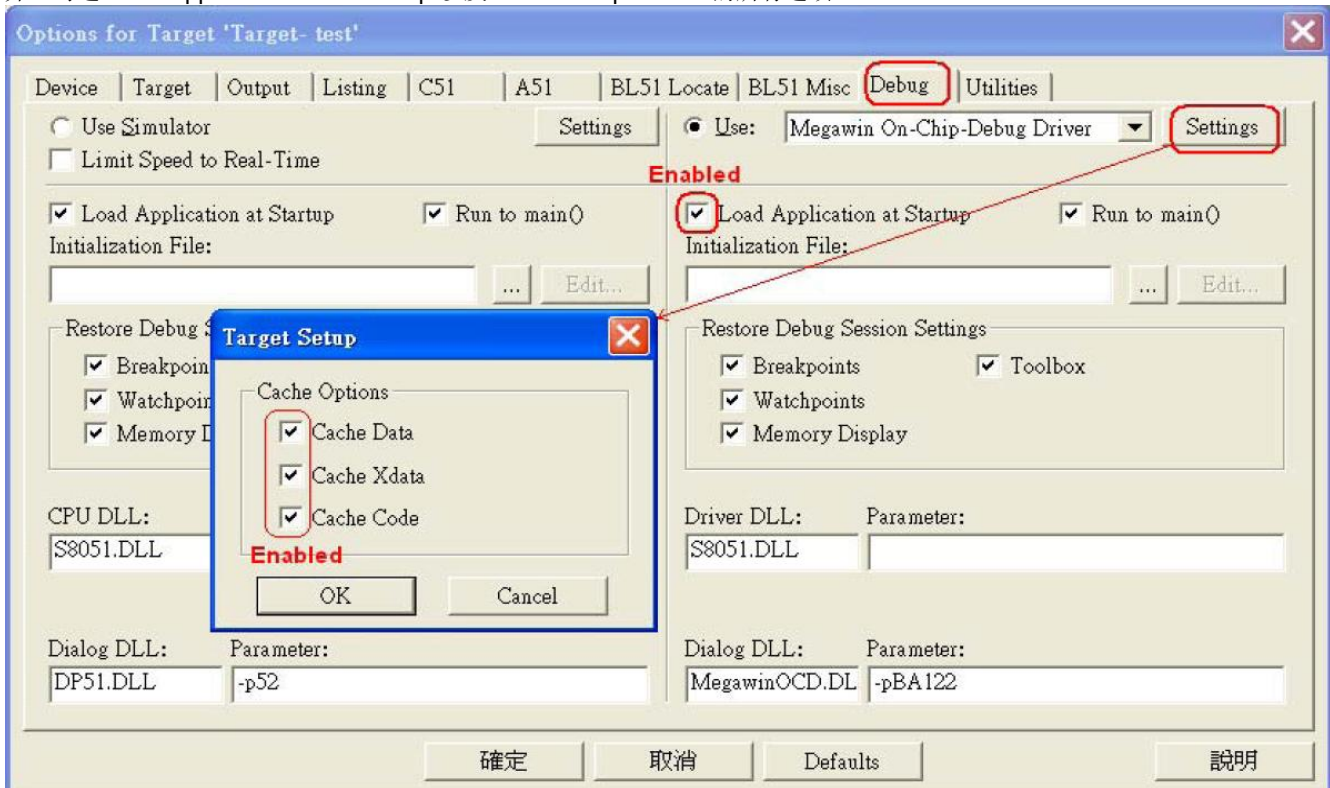 Options for Target 'Target- test'
Device Target Output Listing C51 A51 BL51 Locate BL51 Misc Debug Utilities
Use Simulator Settings Use: Megawin On-Chip-Debug Driver Settings
Limit Speed to Real-Time
Enabled
Load Application at Startup Run to main() Load Application at Startup Run to main()
Initialization File: Initialization File:
... Edit... ... Edit...
Restore Debug Restore Debug Session Settings
Target Setup
Breakpoin Breakpoints Toolbox
Cache Options
Watchpoin Watchpoints
Cache Data
Memory Memory Display
Cache Xdata
Cache Code
CPU DLL: Driver DLL: Parameter:
S8051.DLL S8051.DLL
Enabled
OK Cancel
Dialog DLL: Parameter: Dialog DLL: Parameter:
DP51.DLL -p52 MegawinOCD.DL -pBA122
確定 取消 Defaults 說明